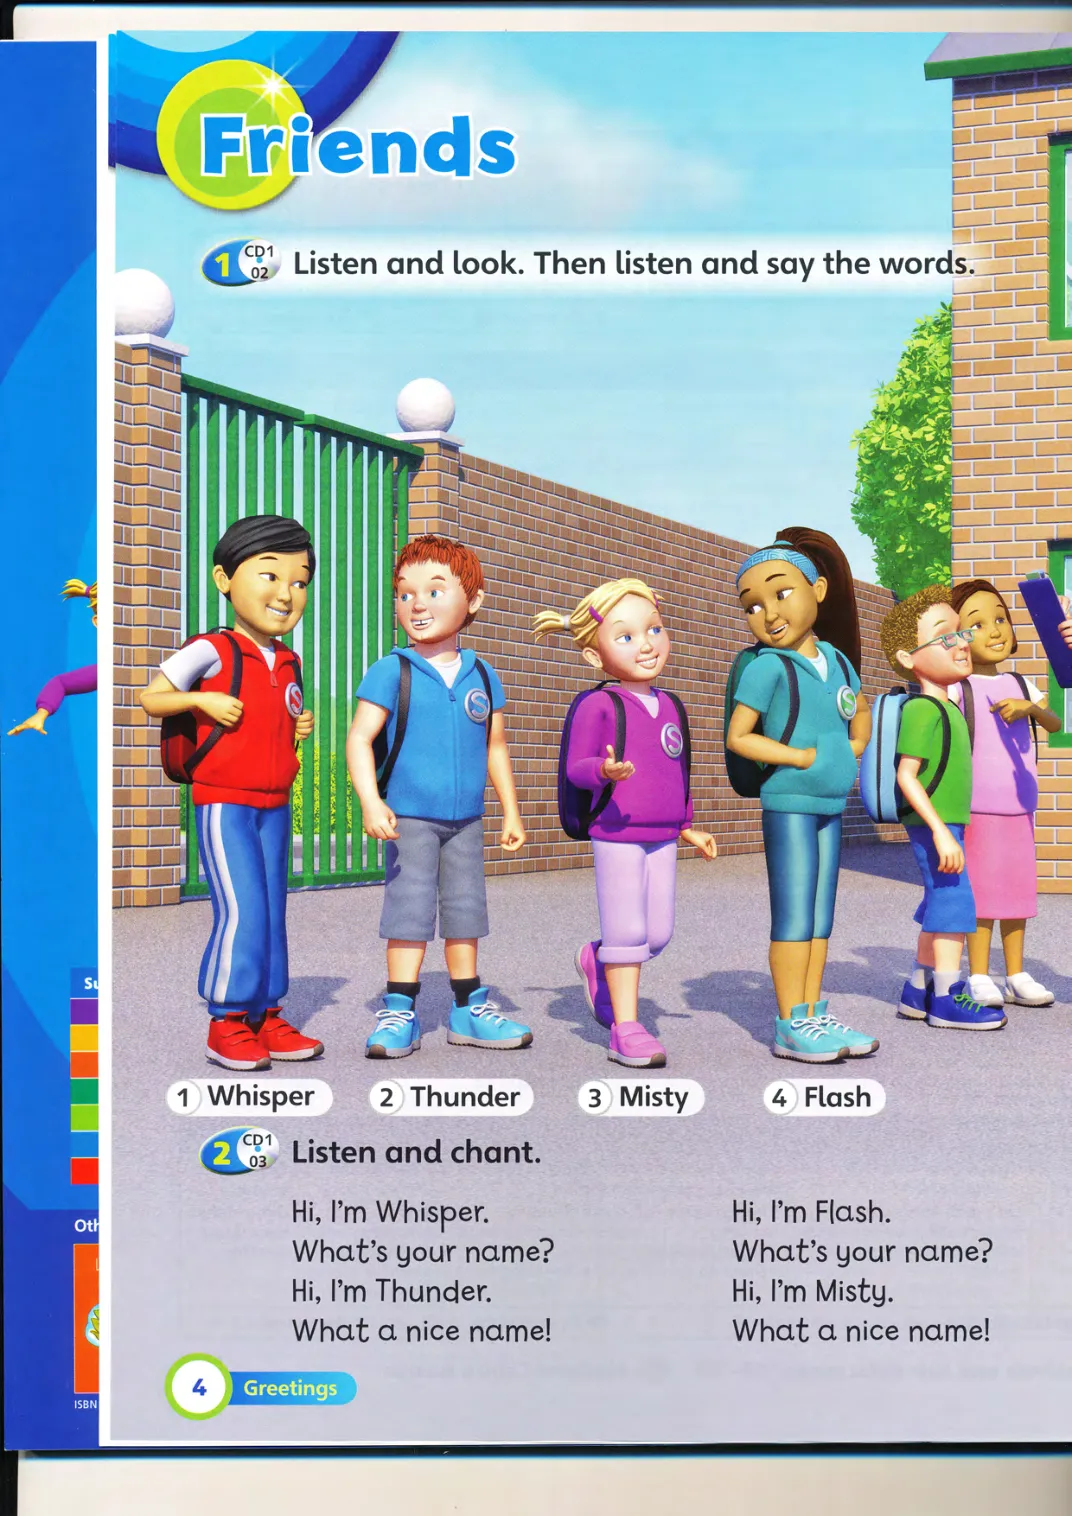 Friends
1 CD1 02 Listen and look. Then listen and say the words.
S
S
S
S
1 Whisper
2 Thunder
3 Misty
4 Flash
2 CD1 03 Listen and chant.
Hi, I'm Whisper.
What's your name?
Hi, I'm Thunder.
What a nice name!
Hi, I'm Flash.
What's your name?
Hi, I'm Misty.
What a nice name!
4 Greetings
ISBN